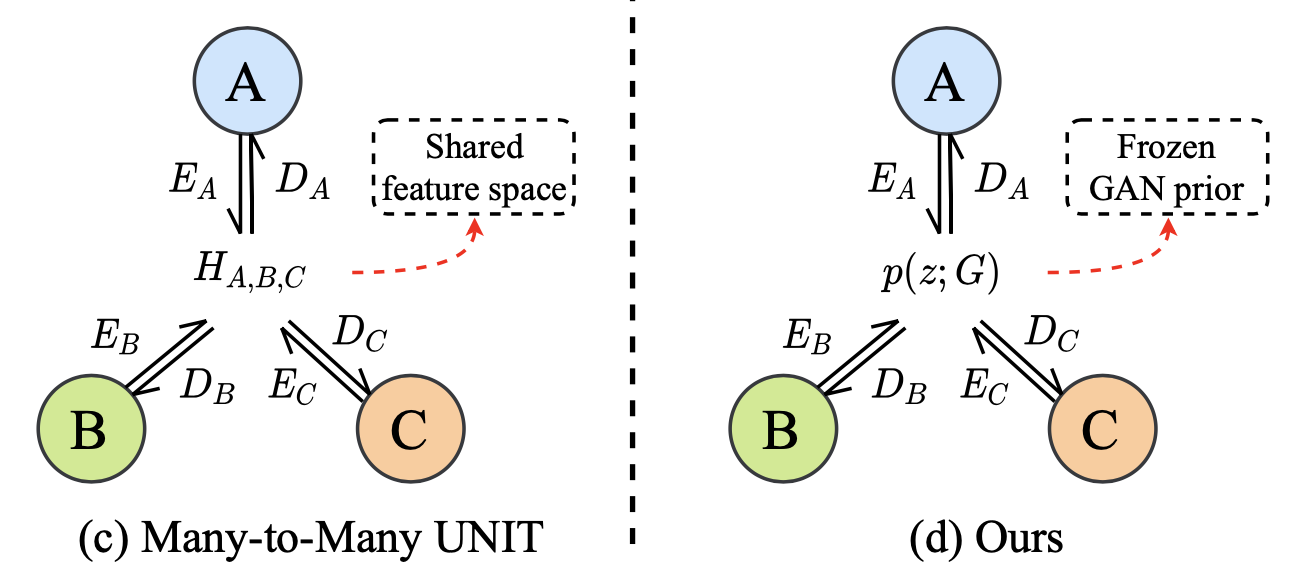 A
E_A
D_A
Shared
feature space
H_{A,B,C}
E_B
D_B
D_C
E_C
B
C
(c) Many-to-Many UNIT
A
E_A
D_A
Frozen
GAN prior
p(z; G)
E_B
D_B
D_C
E_C
B
C
(d) Ours